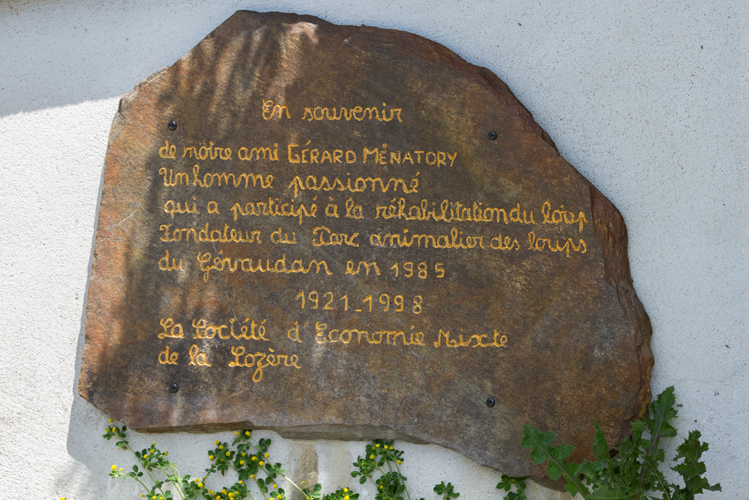 En souvenir
de notre ami GÉRARD MÉNATORY
Un homme passionné
qui a participé à la réhabilitation du loup
Fondateur du Parc animalier des loups
du Gévaudan en 1985
1921-1998
La Société d'Economie Mixte
de la Lozère